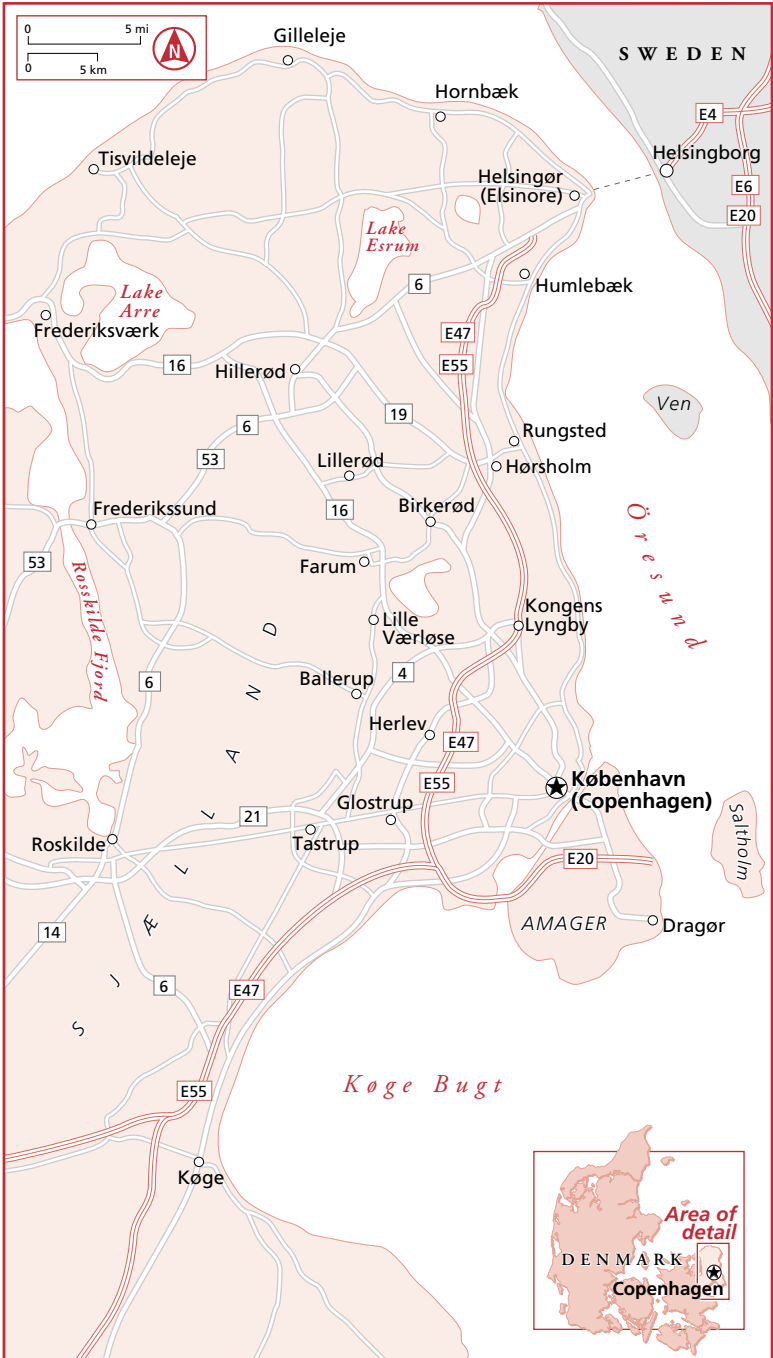 0 5 mi
0 5 km
N
Gilleleje
SWEDEN
Hornbæk
E4
Tisvildeleje
Helsingør
(Elsinore)
Helsingborg
E6
E20
Lake
Esrum
Lake
Arre
6
Humlebæk
Frederiksværk
E47
E55
16
Hillerød
Ven
19
6
53
Rungsted
Hørsholm
Lillerød
16
Birkerød
Frederikssund
Öresund
53
Farum
Rosskilde Fjord
Kongens
Lyngby
Lille
Værløse
4
6
Ballerup
Herlev
E47
E55
København
(Copenhagen)
21
Glostrup
Tastrup
Roskilde
Saltholm
E20
SJÆLLAND
14
AMAGER
Dragør
6
E47
E55
Køge Bugt
Køge
Area of
detail
DENMARK
Copenhagen